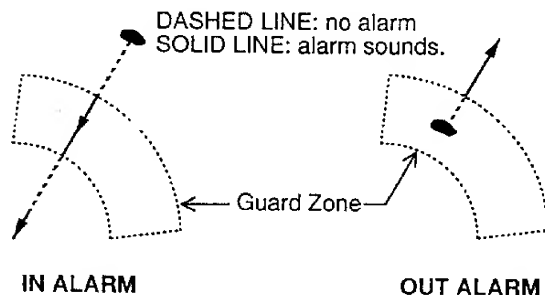 DASHED LINE: no alarm
SOLID LINE: alarm sounds.
Guard Zone
IN ALARM
OUT ALARM